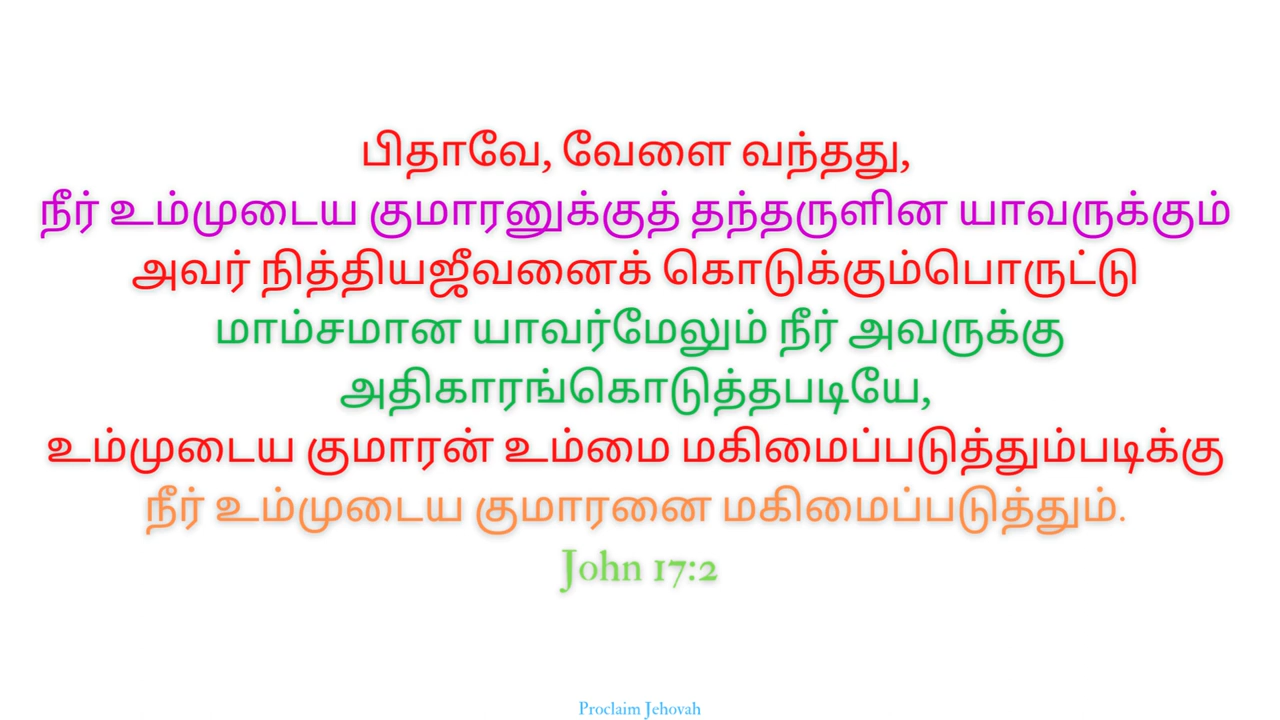 பிதாவே, வேளை வந்தது,
நீர் உம்முடைய குமாரனுக்குத் தந்தருளின யாவருக்கும்
அவர் நித்தியஜீவனைக் கொடுக்கும்பொருட்டு
மாம்சமான யாவர்மேலும் நீர் அவருக்கு
அதிகாரங்கொடுத்தபடியே,
உம்முடைய குமாரன் உம்மை மகிமைப்படுத்தும்படிக்கு
நீர் உம்முடைய குமாரனை மகிமைப்படுத்தும்.
John 17:2
Proclaim Jehovah